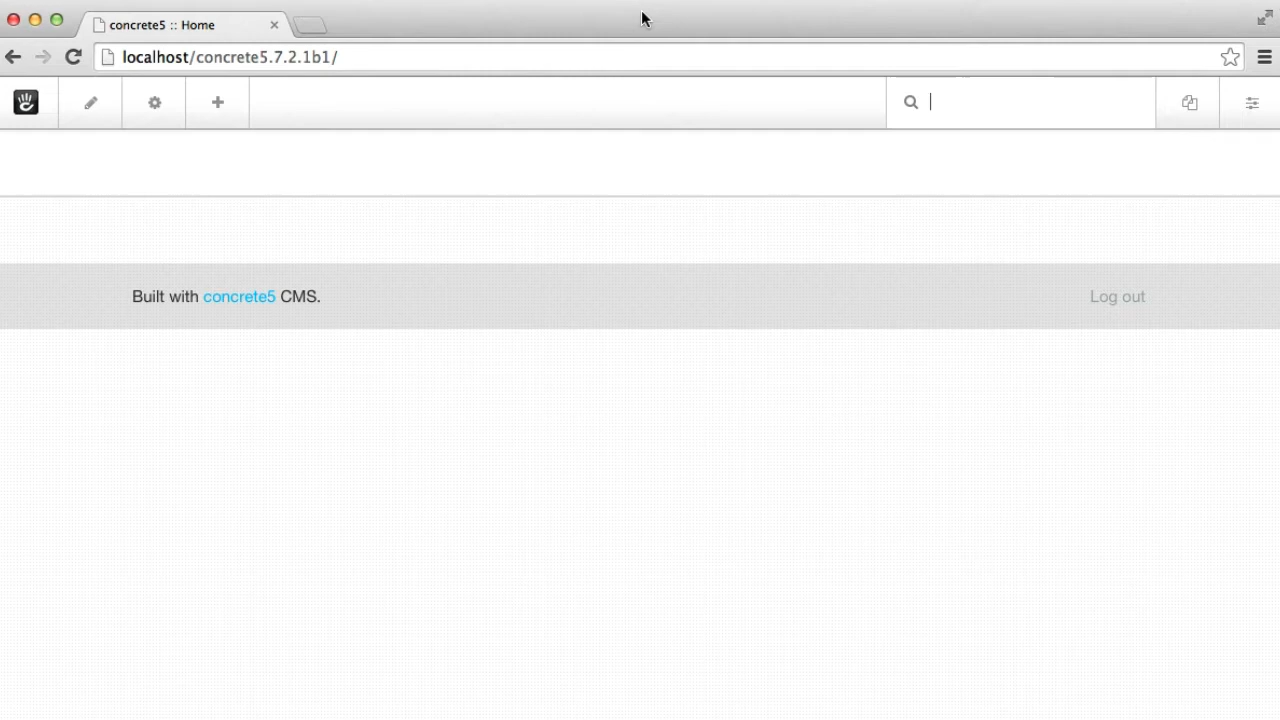 concrete5 :: Home
localhost/concrete5.7.2.1b1/
Built with concrete5 CMS.
Log out